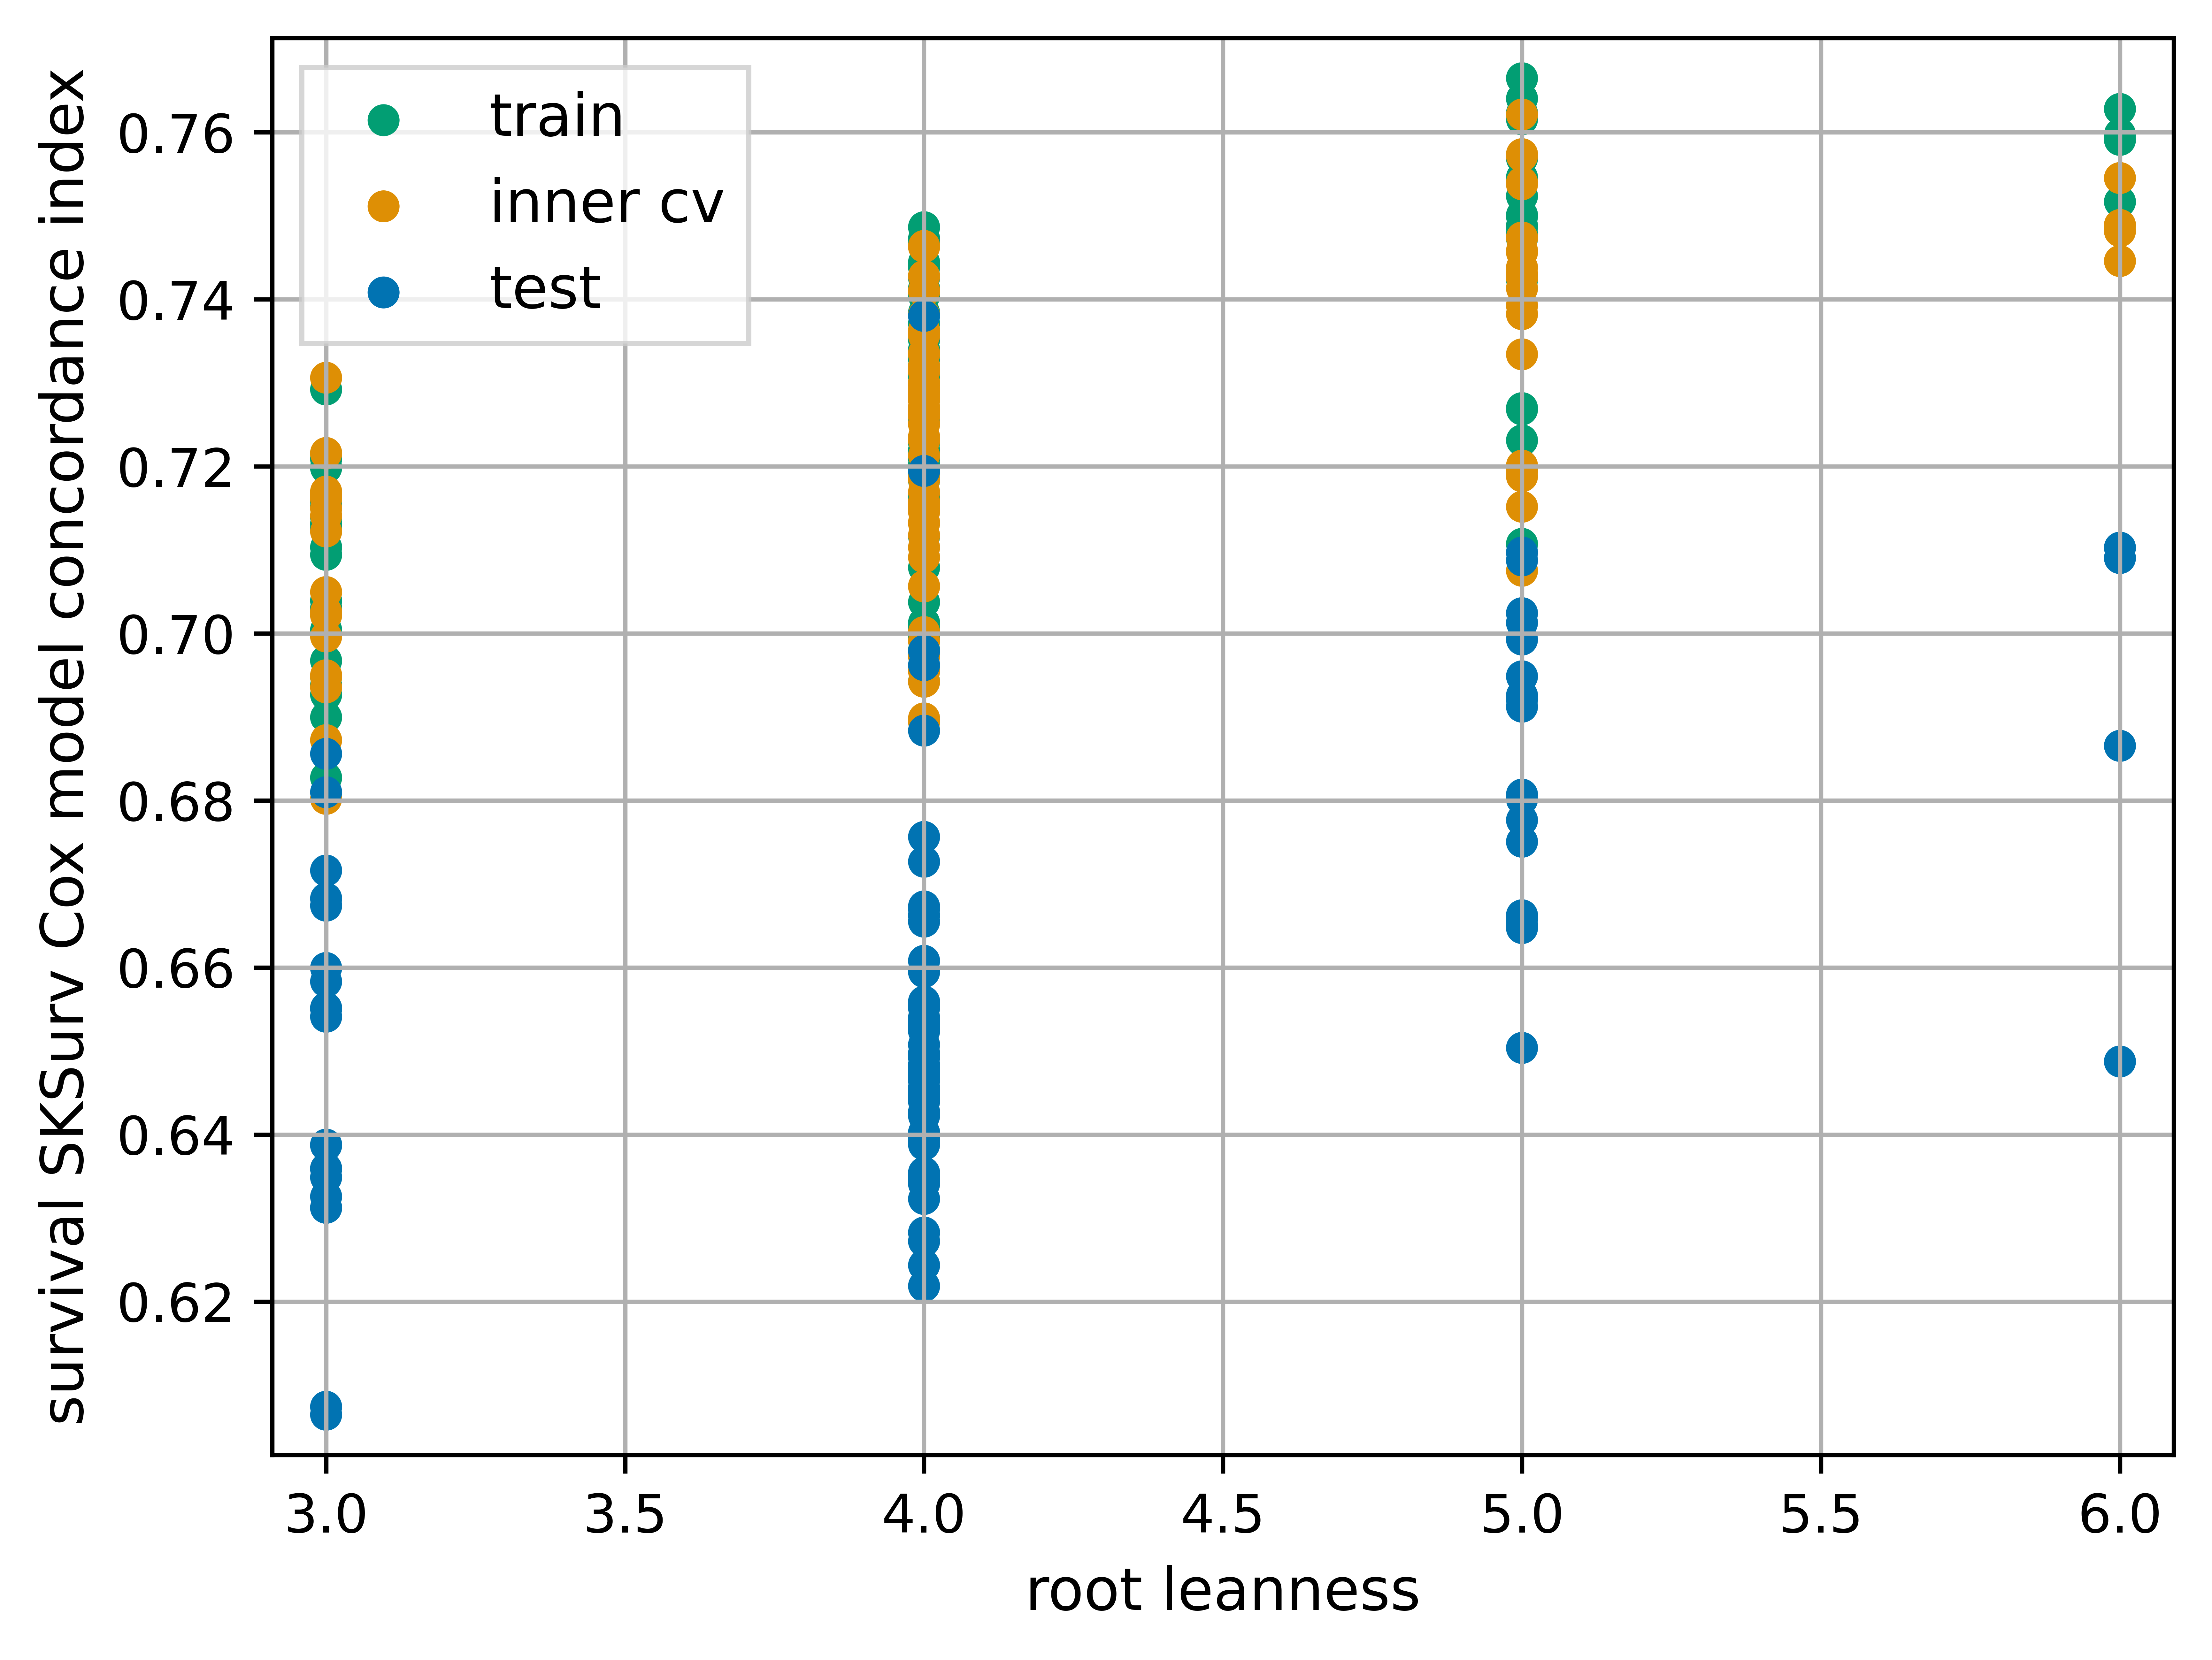 survival SKSurv Cox model concordance index
0.76
0.74
0.72
0.70
0.68
0.66
0.64
0.62
train
inner cv
test
3.0 3.5 4.0 4.5 5.0 5.5 6.0
root leanness